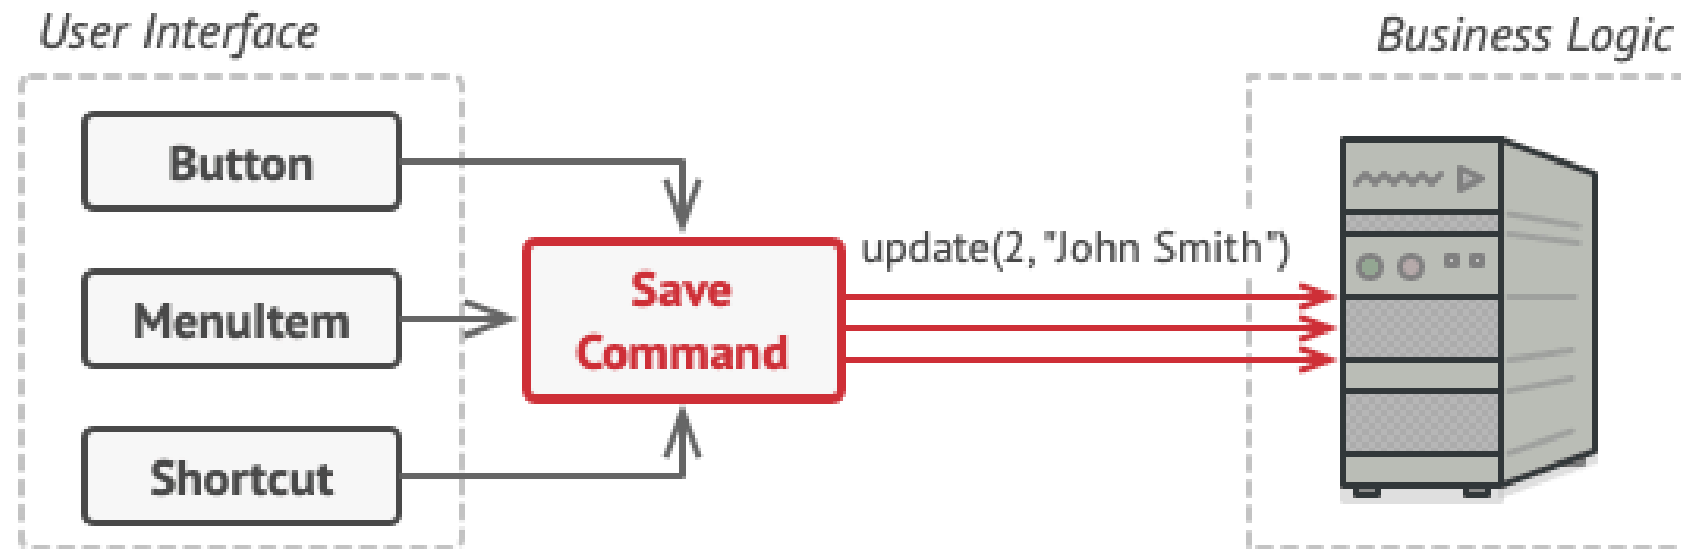 User Interface
Business Logic
Button
MenuItem
Shortcut
Save
Command
update(2, "John Smith")